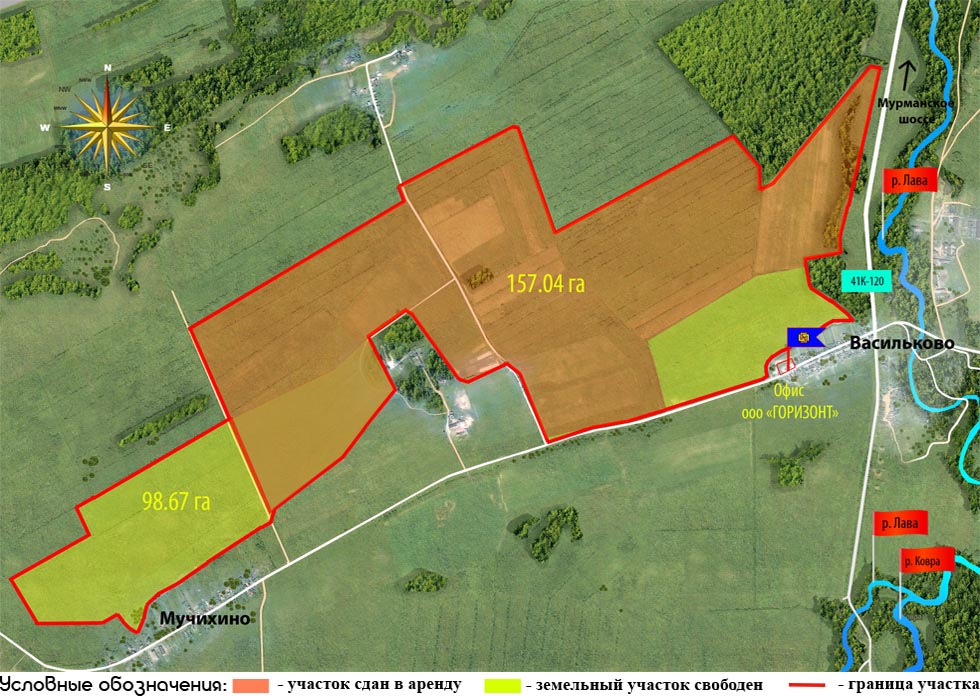 N
NW
W
E
S
Мурманское
шоссе
р. Лава
41К-120
157.04 га
Васильково
Офис
ООО «ГОРИЗОНТ»
98.67 га
р. Лава
р. Ковра
Мучихино
Условные обозначения:
- участок сдан в аренду
- земельный участок свободен
- граница участк